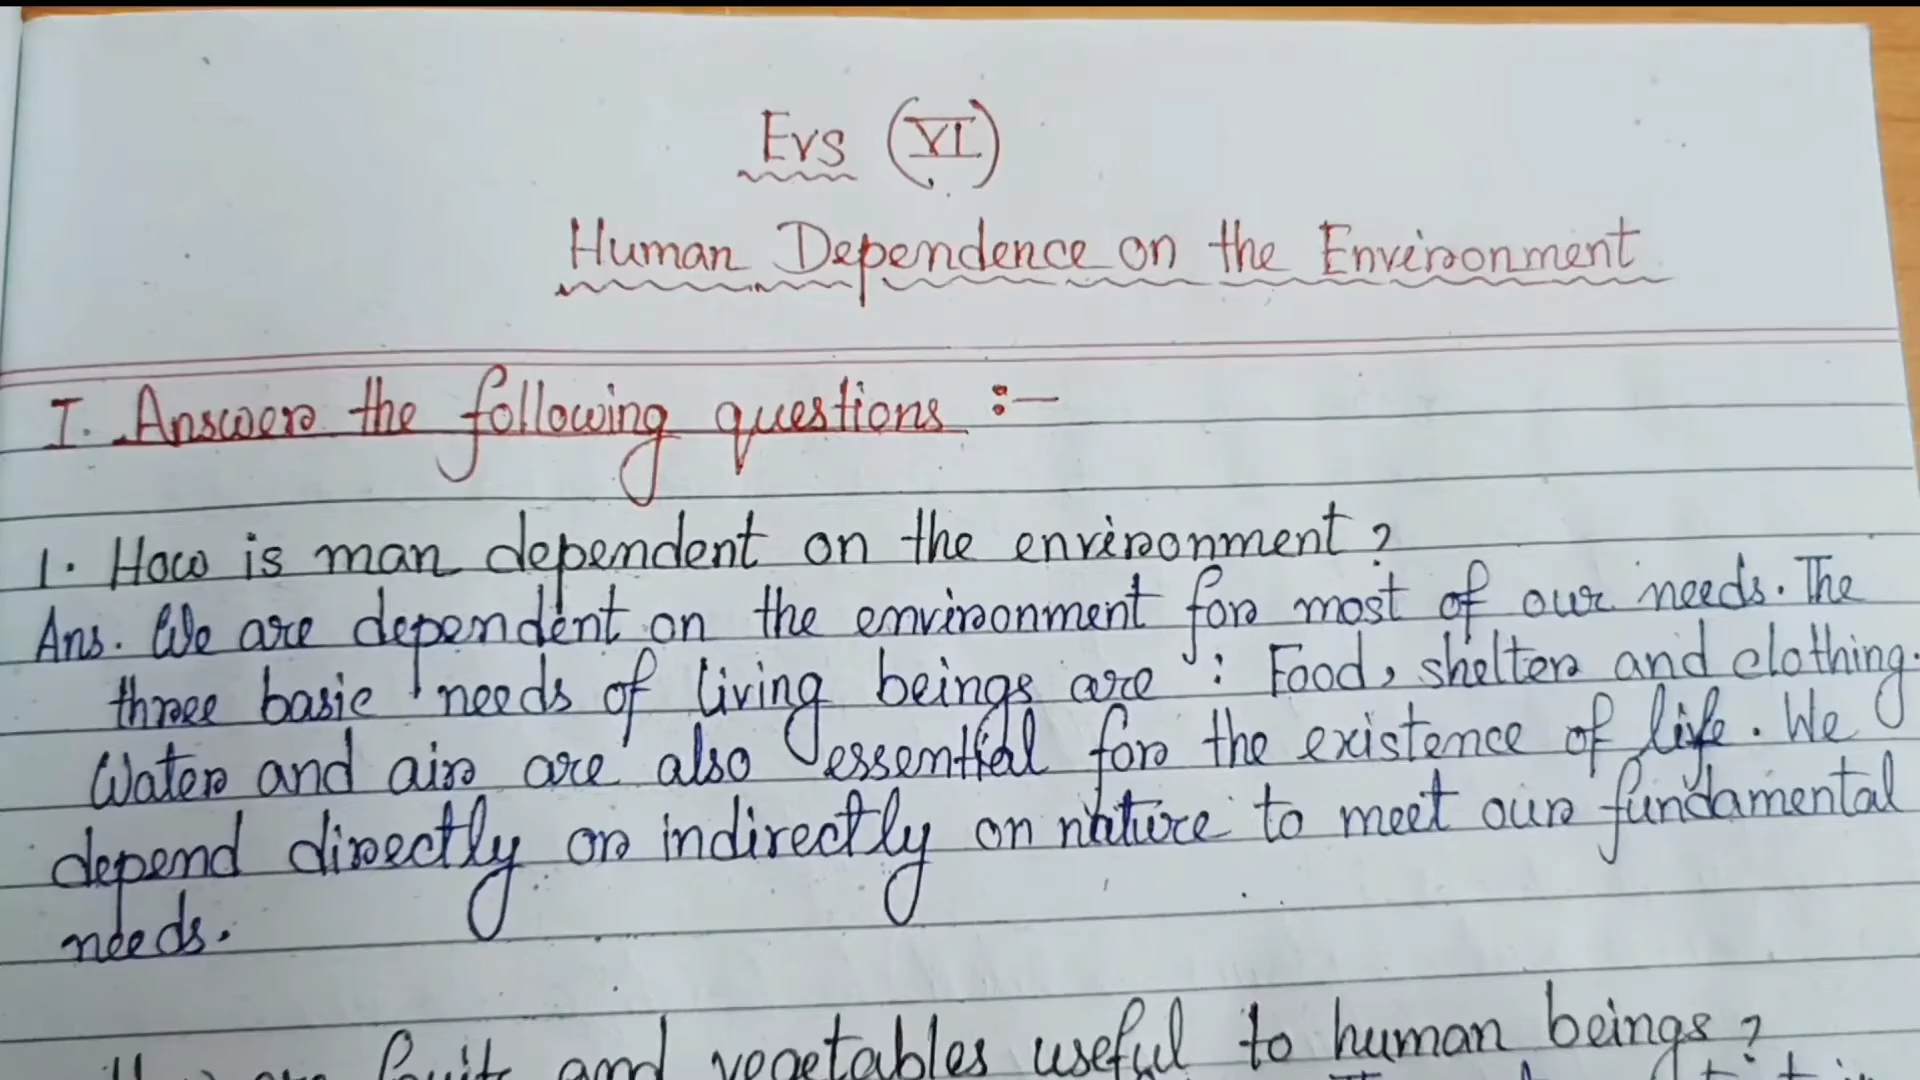 Evs (VI)
Human Dependence on the Environment
I. Answer the following questions :-
1. How is man dependent on the environment?
Ans. We are dependent on the environment for most of our needs. The
three basic needs of living beings are : Food, shelter and clothing.
Water and air are also essential for the existence of life. We
depend directly or indirectly on nature to meet our fundamental
needs.
are fruits and vegetables useful to human beings?